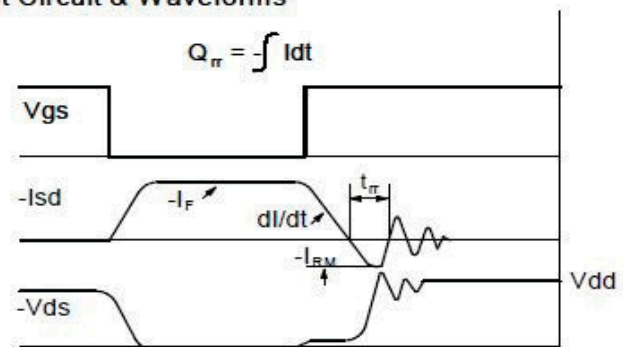 Circuit & Waveforms
Qrr = -∫ Idt
Vgs
-Isd
-IF
dI/dt
trr
-IRM
Vdd
-Vds